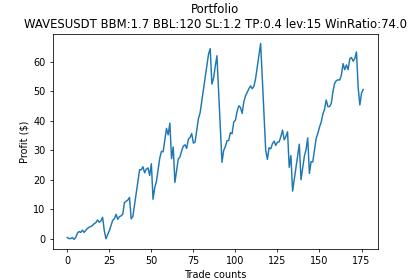 Portfolio
WAVESUSDT BBM:1.7 BBL:120 SL:1.2 TP:0.4 lev:15 WinRatio:74.0
Profit ($)
60
50
40
30
20
10
0
0 25 50 75 100 125 150 175
Trade counts